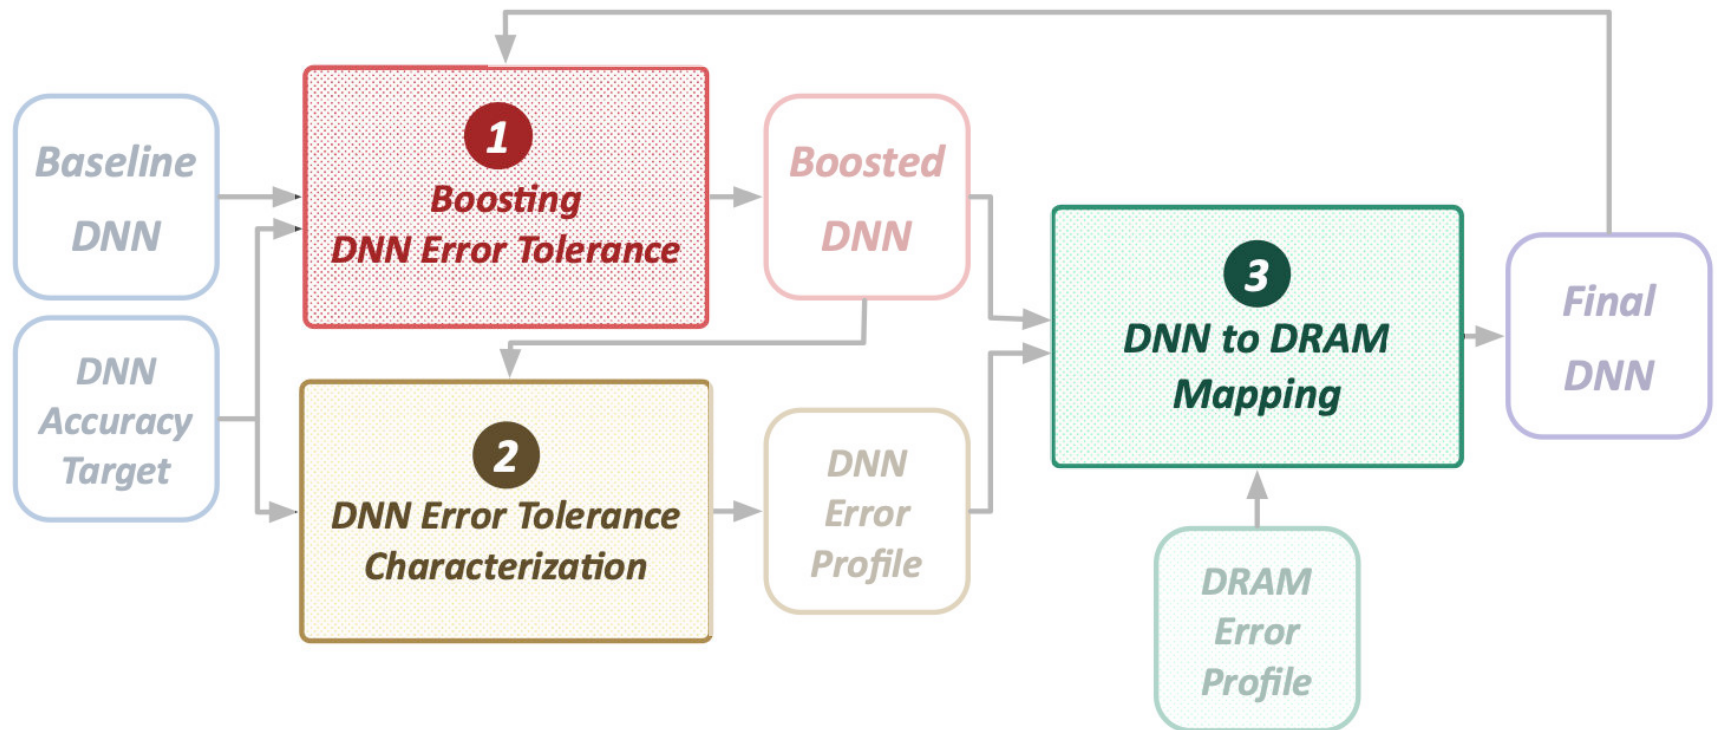 Baseline
DNN
DNN
Accuracy
Target
1
Boosting
DNN Error Tolerance
2
DNN Error Tolerance
Characterization
Boosted
DNN
DNN
Error
Profile
3
DNN to DRAM
Mapping
DRAM
Error
Profile
Final
DNN